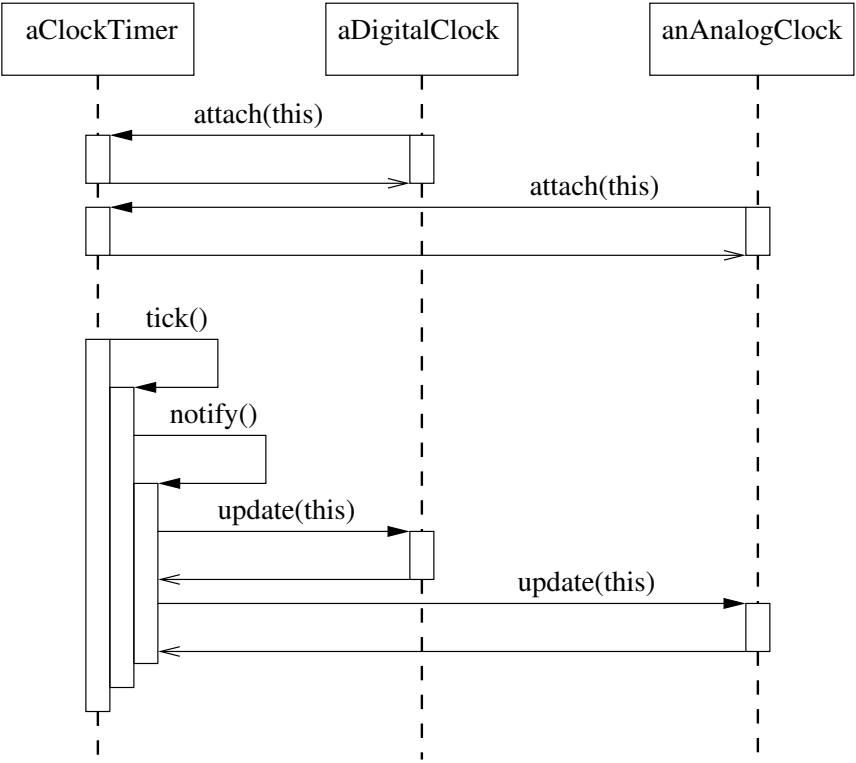 aClockTimer
aDigitalClock
anAnalogClock
attach(this)
attach(this)
tick()
notify()
update(this)
update(this)